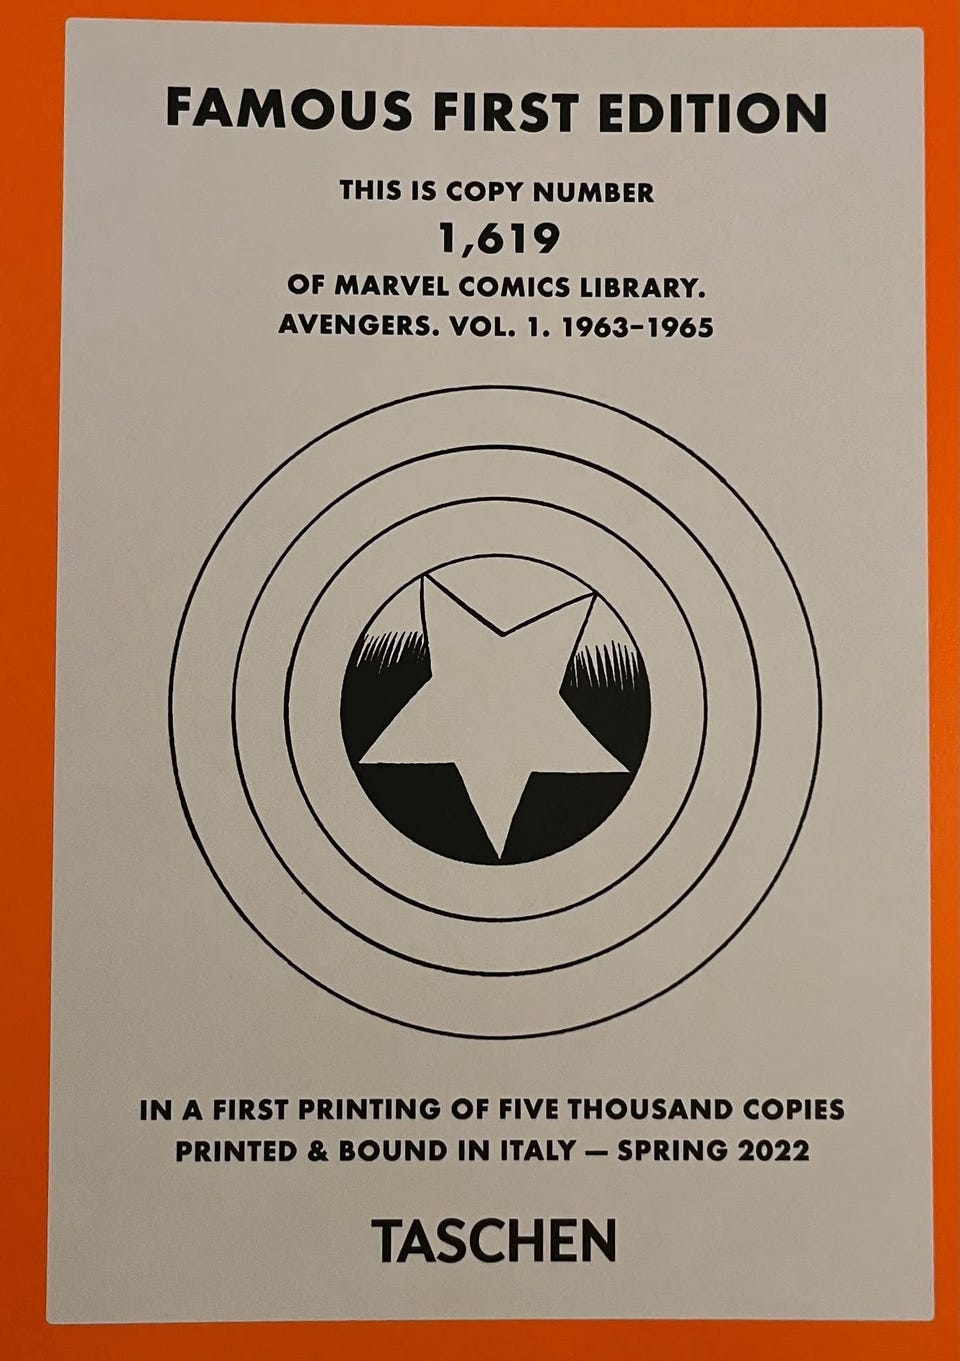 FAMOUS FIRST EDITION
THIS IS COPY NUMBER
1,619
OF MARVEL COMICS LIBRARY.
AVENGERS. VOL. 1. 1963–1965
IN A FIRST PRINTING OF FIVE THOUSAND COPIES
PRINTED & BOUND IN ITALY — SPRING 2022
TASCHEN